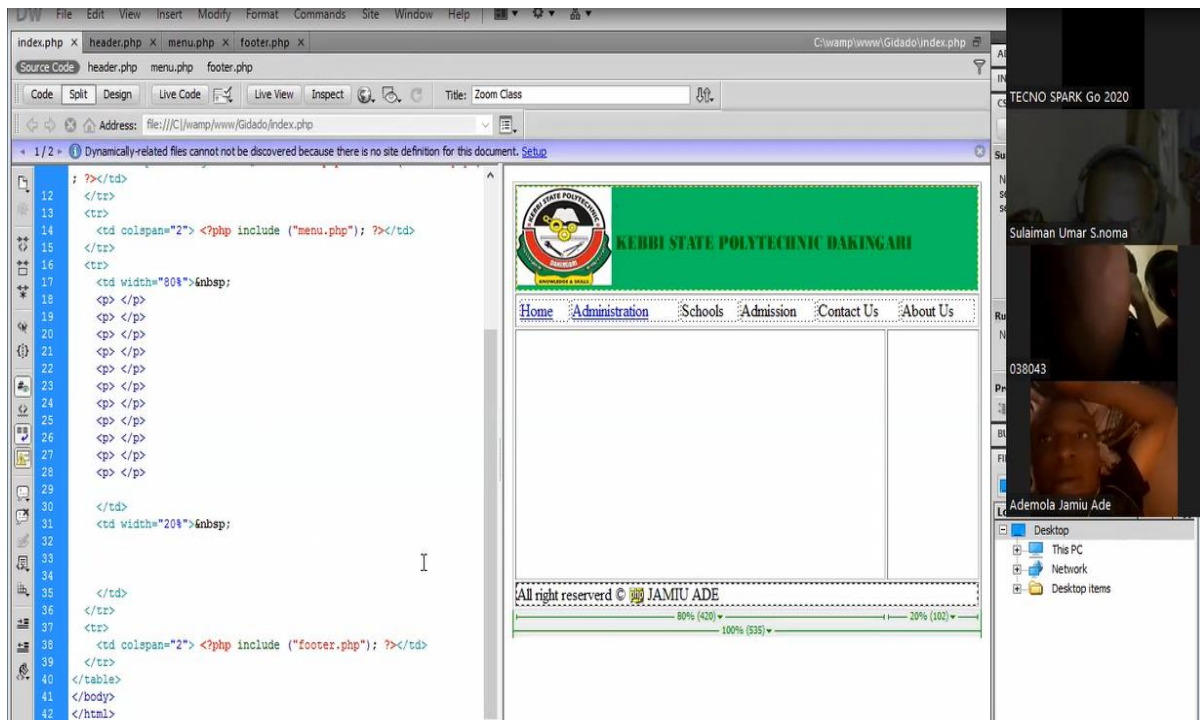 DW File Edit View Insert Modify Format Commands Site Window Help
index.php X header.php X menu.php X footer.php X C:\wamp\www\Gidado\index.php
Source Code header.php menu.php footer.php
Code Split Design Live Code Live View Inspect Title: Zoom Class
Address: file:///C|/wamp/www/Gidado/index.php
1 / 2 Dynamically-related files cannot not be discovered because there is no site definition for this document. Setup
; ?></td>
12 </tr>
13 <tr>
14 <td colspan="2"> <?php include ("menu.php"); ?></td>
15 </tr>
16 <tr>
17 <td width="80%">&nbsp;
18 <p> </p>
19 <p> </p>
20 <p> </p>
21 <p> </p>
22 <p> </p>
23 <p> </p>
24 <p> </p>
25 <p> </p>
26 <p> </p>
27 <p> </p>
28 <p> </p>
29
30 </td>
31 <td width="20%">&nbsp;
32
33
34
35 </td>
36 </tr>
37 <tr>
38 <td colspan="2"> <?php include ("footer.php"); ?></td>
39 </tr>
40 </table>
41 </body>
42 </html>
KEBBI STATE POLYTECHNIC
DAKINGARI
KNOWLEDGE & SKILLS
KEBBI STATE POLYTECHNIC DAKINGARI
Home Administration Schools Admission Contact Us About Us
All right reserverd © php JAMIU ADE
80% (420) 20% (102)
100% (535)
TECNO SPARK Go 2020
Sulaiman Umar S.noma
038043
Ademola Jamiu Ade
Desktop
This PC
Network
Desktop items